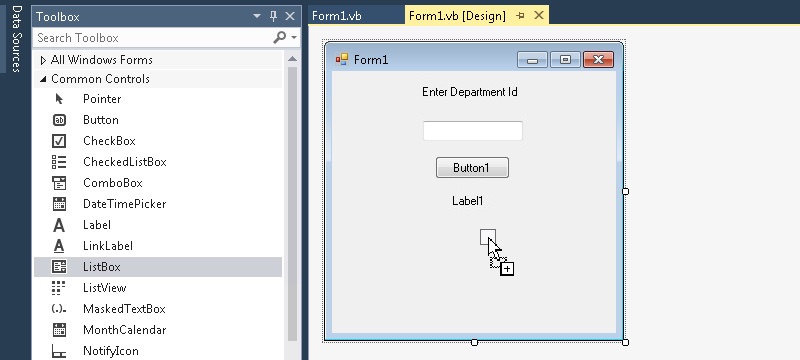 Data Sources
Toolbox
Search Toolbox
All Windows Forms
Common Controls
Pointer
Button
CheckBox
CheckedListBox
ComboBox
DateTimePicker
Label
LinkLabel
ListBox
ListView
MaskedTextBox
MonthCalendar
NotifyIcon
Form1.vb
Form1.vb [Design]
Form1
Enter Department Id
Button1
Label1